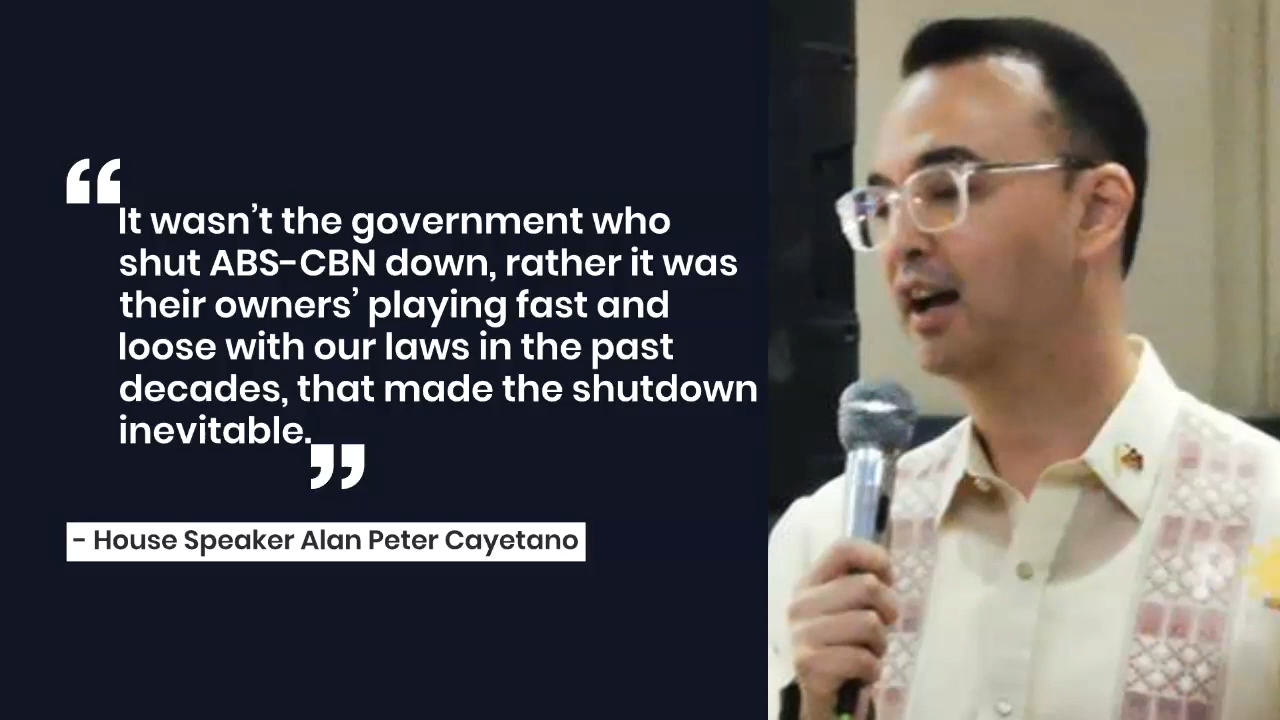 “
It wasn’t the government who
shut ABS-CBN down, rather it was
their owners’ playing fast and
loose with our laws in the past
decades, that made the shutdown
inevitable.
”
- House Speaker Alan Peter Cayetano